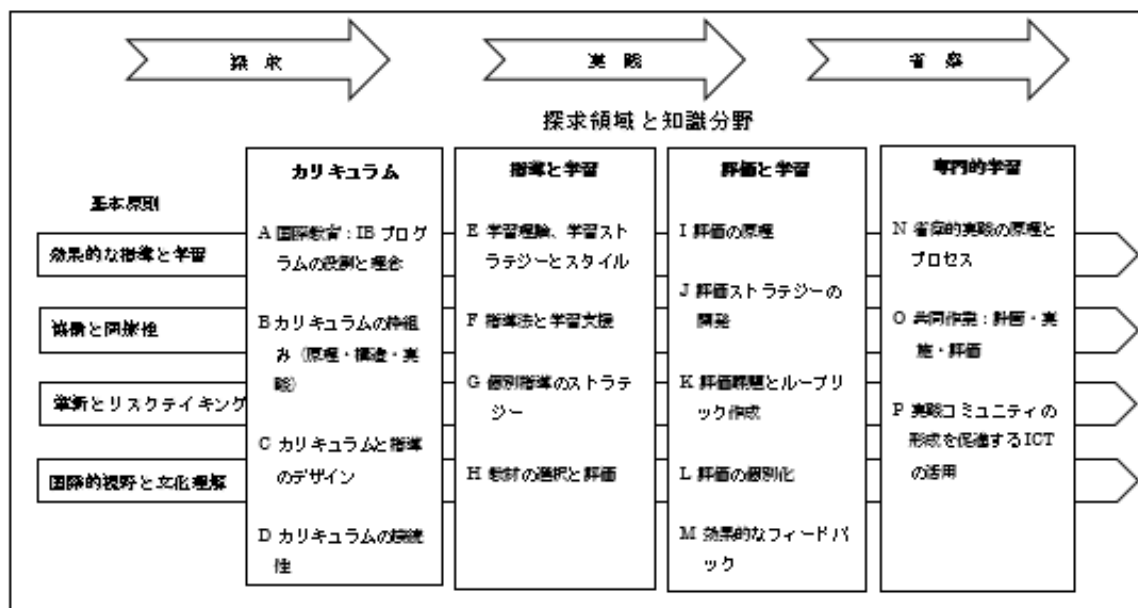 探 求
実 践
省 察
探求領域と知識分野
基本原則
効果的な指導と学習
協働と同僚性
革新とリスクテイキング
国際的視野と文化理解
カリキュラム
A 国際教育：IB プログ
ラムの役割と理念
B カリキュラムの枠組
み（原理・構造・実
践）
C カリキュラムと指導
のデザイン
D カリキュラムの接続
性
指導と学習
E 学習理論、学習スト
ラテジーとスタイル
F 指導法と学習支援
G 個別指導のストラテ
ジー
H 教材の選択と評価
評価と学習
I 評価の原理
J 評価ストラテジーの
開発
K 評価課題とルーブリ
ック作成
L 評価の個別化
M 効果的なフィードバ
ック
専門的学習
N 省察的実践の原理と
プロセス
O 共同作業：計画・実
施・評価
P 実践コミュニティの
形成を促進する ICT
の活用